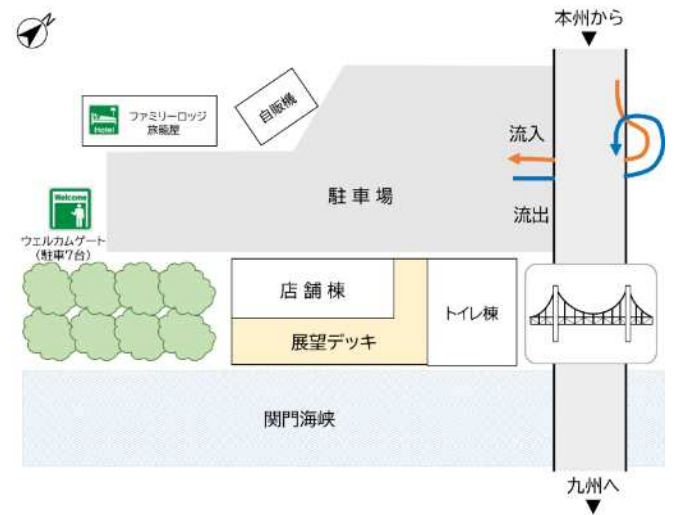 N
本州から
▼
自販機
Hotel
ファミリーロッジ
旅籠屋
流入
駐車場
流出
Welcome
ウェルカムゲート
(駐車7台)
店舗棟
展望デッキ
トイレ棟
関門海峡
九州へ
▼